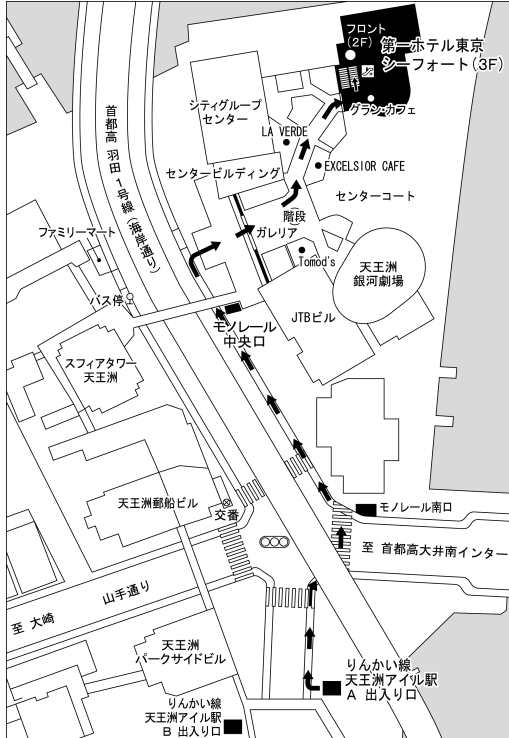 フロント
(2F)
第一ホテル東京
シーフォート(3F)
グラン・カフェ
シティグループ
センター
LA VERDE
EXCELSIOR CAFE
センタービルディング
センターコート
階段
ガレリア
首都高 羽田1号線(海岸通り)
ファミリーマート
Tomod's
天王洲
銀河劇場
バス停
JTBビル
モノレール
中央口
スフィアタワー
天王洲
天王洲郵船ビル
交番
モノレール南口
至 首都高大井南インター
山手通り
至 大崎
天王洲
パークサイドビル
りんかい線
天王洲アイル駅
A 出入り口
りんかい線
天王洲アイル駅
B 出入り口